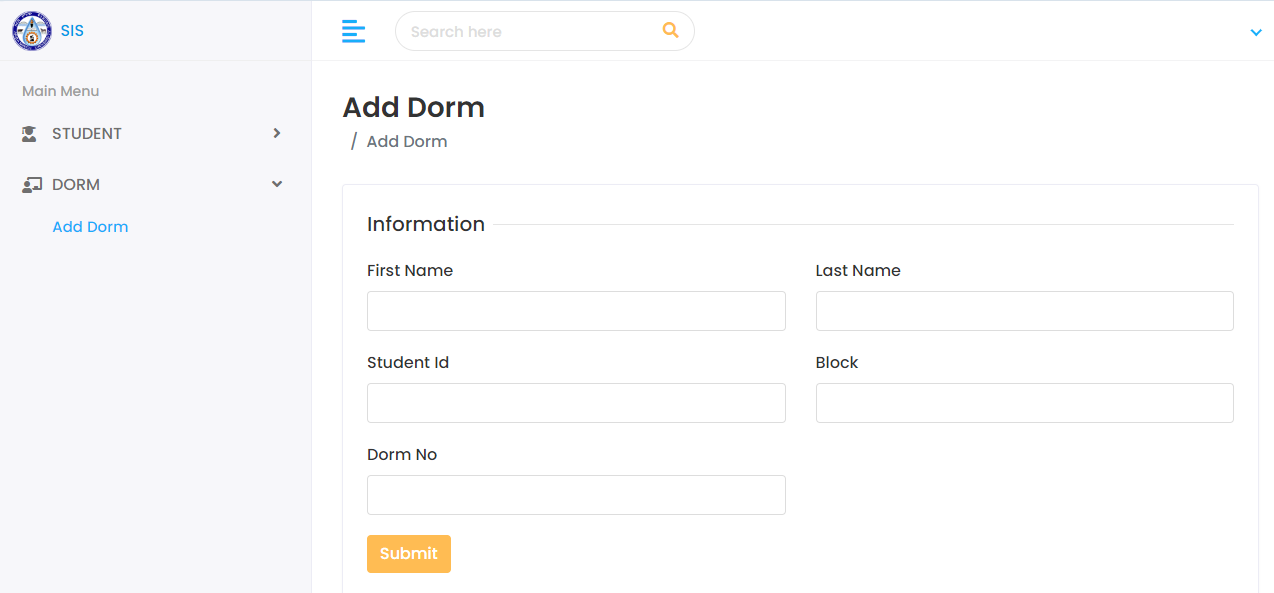 SIS
Search here
Main Menu
STUDENT
DORM
Add Dorm
Add Dorm
/ Add Dorm
Information
First Name
Last Name
Student Id
Block
Dorm No
Submit